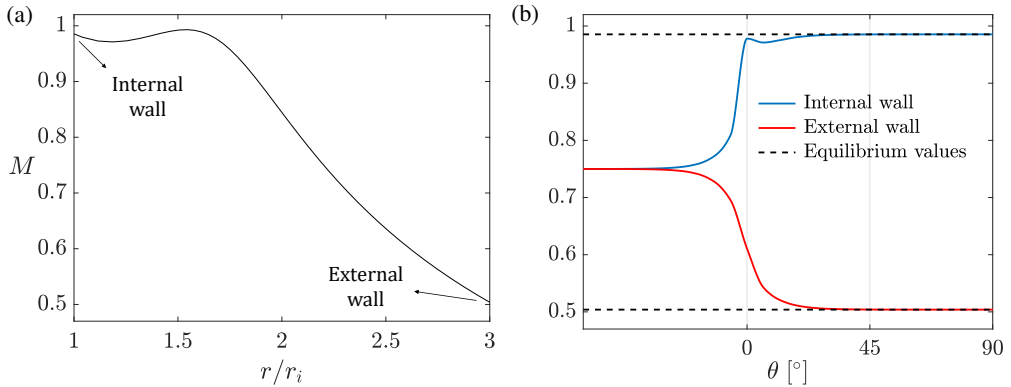 (a)
1
0.9
0.8
M
0.7
0.6
0.5
Internal
wall
External
wall
1
1.5
2
2.5
3
r/r_i
(b)
1
0.9
0.8
0.7
0.6
0.5
Internal wall
External wall
Equilibrium values
0
45
90
θ [°]